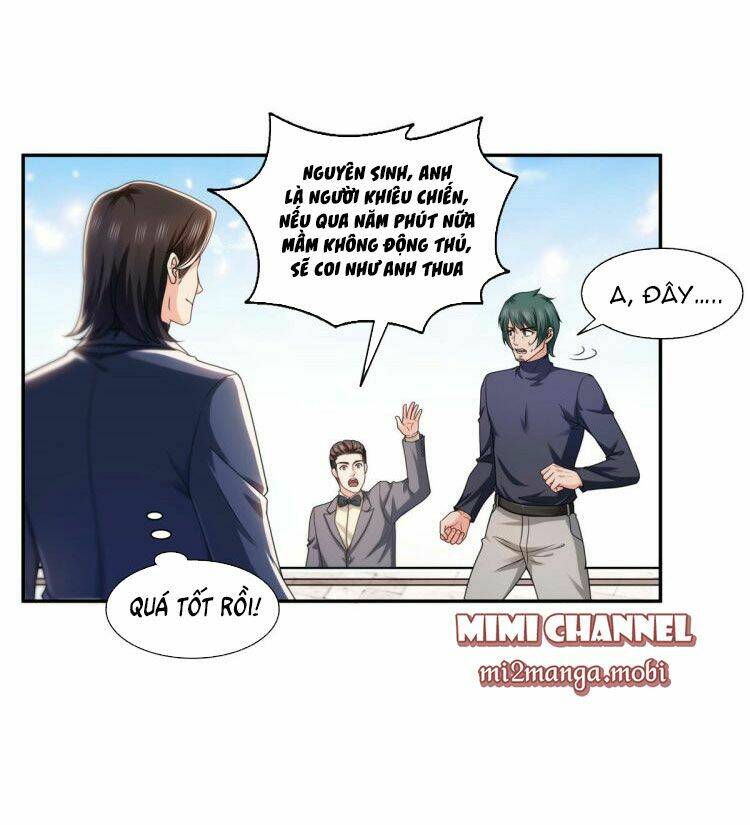 NGUYÊN SINH, ANH
LÀ NGƯỜI KHIÊU CHIẾN,
NẾU QUA NĂM PHÚT NỮA
MẦM KHÔNG ĐỘNG THỦ,
SẼ COI NHƯ ANH THUA
A, ĐÂY.....
QUÁ TỐT RỒI!
MIMI CHANNEL
mi2manga.mobi